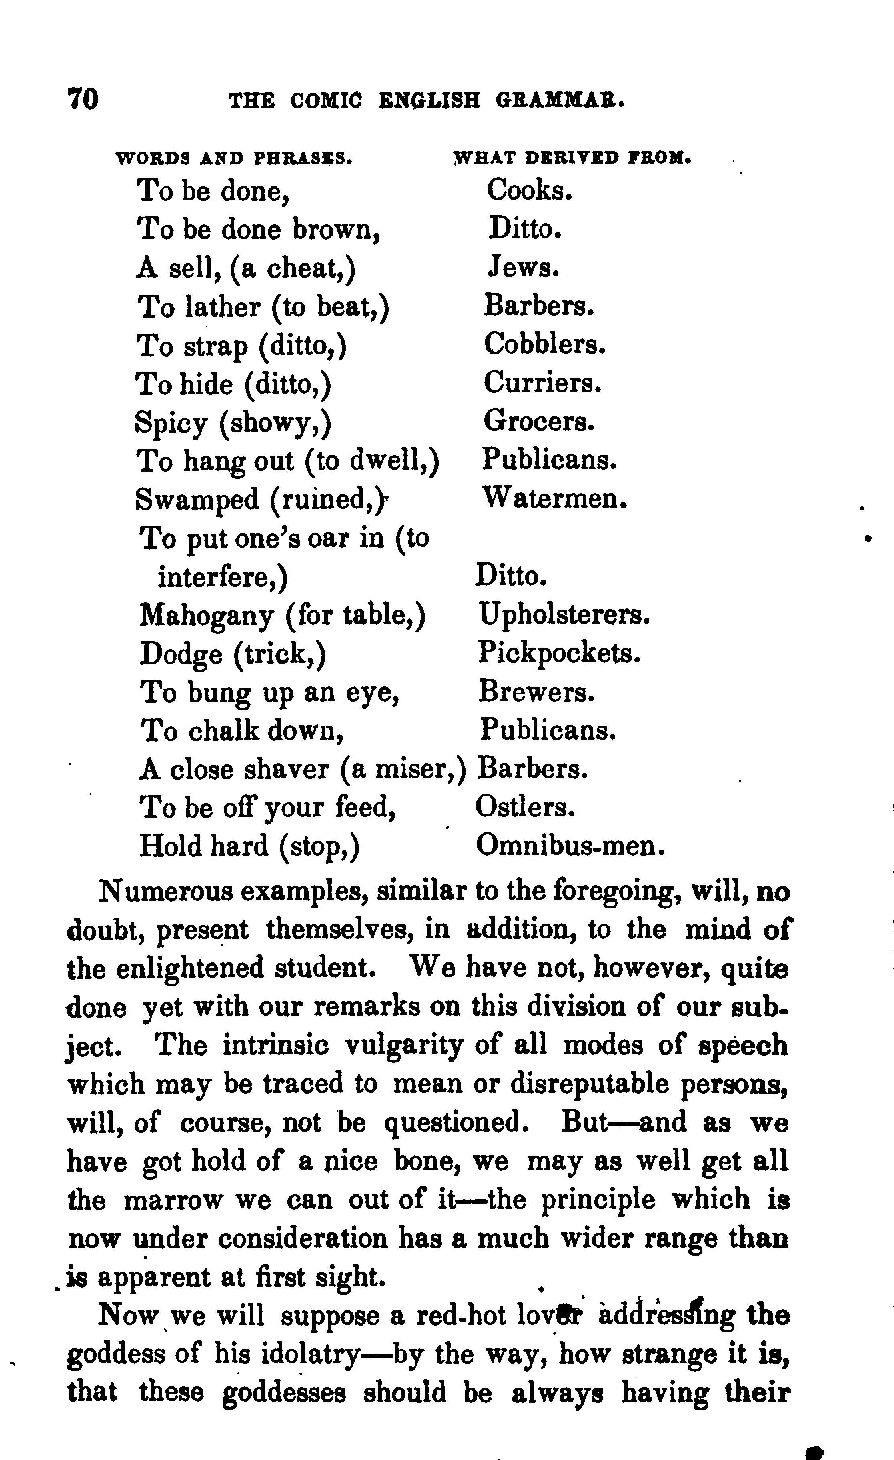 70 THE COMIC ENGLISH GRAMMAR.
WORDS AND PHRASES. WHAT DERIVED FROM.
To be done, Cooks.
To be done brown, Ditto.
A sell, (a cheat,) Jews.
To lather (to beat,) Barbers.
To strap (ditto,) Cobblers.
To hide (ditto,) Curriers.
Spicy (showy,) Grocers.
To hang out (to dwell,) Publicans.
Swamped (ruined,) Watermen.
To put one's oar in (to
interfere,) Ditto.
Mahogany (for table,) Upholsterers.
Dodge (trick,) Pickpockets.
To bung up an eye, Brewers.
To chalk down, Publicans.
A close shaver (a miser,) Barbers.
To be off your feed, Ostlers.
Hold hard (stop,) Omnibus-men.
Numerous examples, similar to the foregoing, will, no
doubt, present themselves, in addition, to the mind of
the enlightened student. We have not, however, quite
done yet with our remarks on this division of our sub-
ject. The intrinsic vulgarity of all modes of speech
which may be traced to mean or disreputable persons,
will, of course, not be questioned. But—and as we
have got hold of a nice bone, we may as well get all
the marrow we can out of it—the principle which is
now under consideration has a much wider range than
is apparent at first sight.
Now we will suppose a red-hot lover addressing the
goddess of his idolatry—by the way, how strange it is,
that these goddesses should be always having their